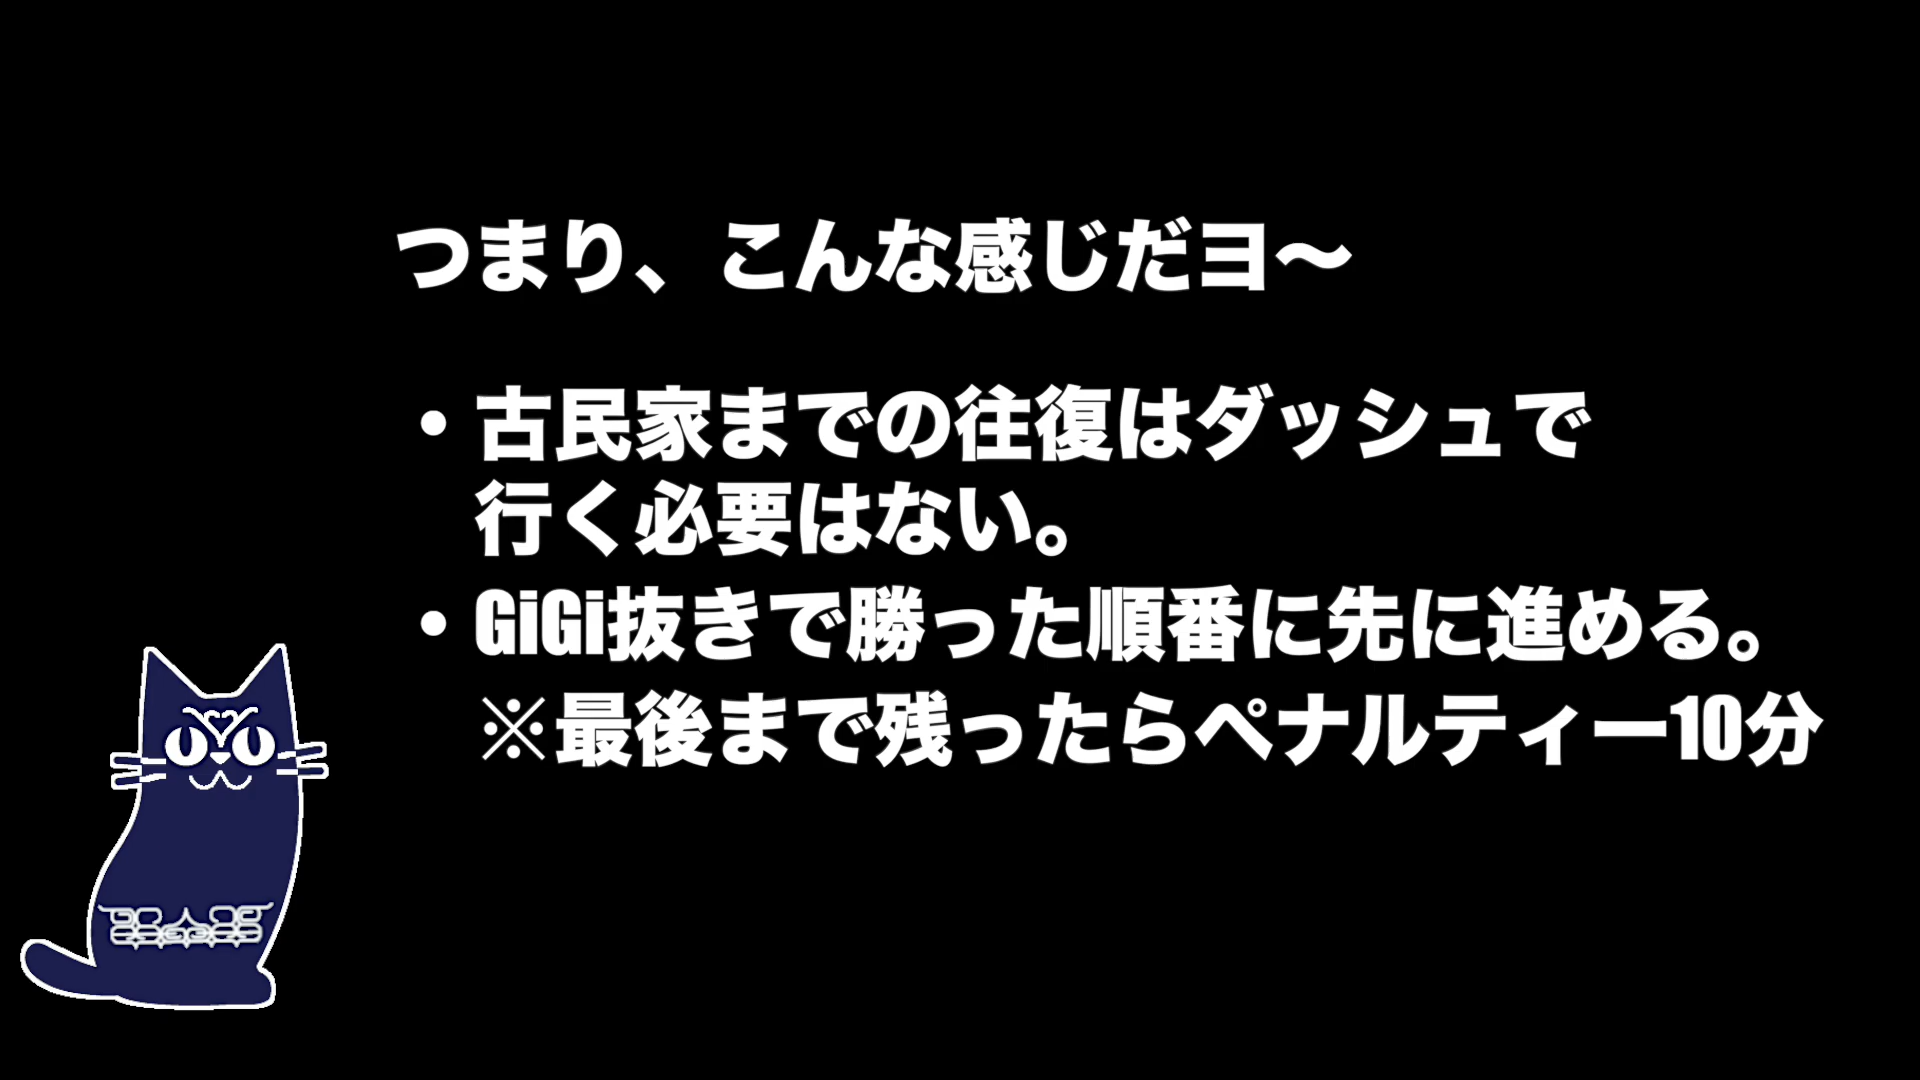 つまり、こんな感じだヨ〜
・古民家までの往復はダッシュで
行く必要はない。
・GiGi抜きで勝った順番に先に進める。
※最後まで残ったらペナルティー10分